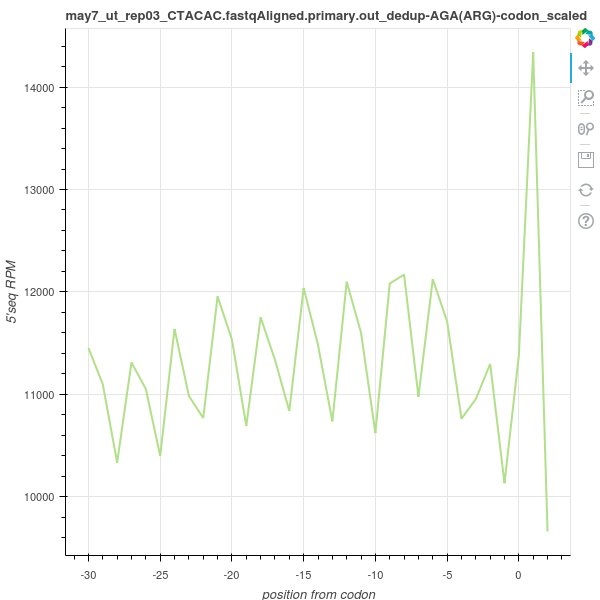 may7_ut_rep03_CTACAC.fastqAligned.primary.out_dedup-AGA(ARG)-codon_scaled
14000
13000
12000
11000
10000
5'seq RPM
-30 -25 -20 -15 -10 -5 0
position from codon